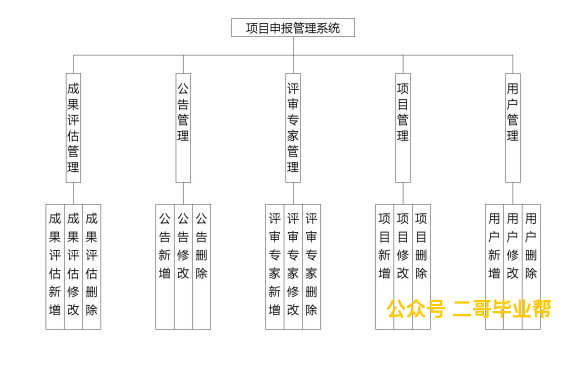 项目申报管理系统
成果评估管理
公告管理
评审专家管理
项目管理
用户管理
成果评估新增
成果评估修改
成果评估删除
公告新增
公告修改
公告删除
评审专家新增
评审专家修改
评审专家删除
项目新增
项目修改
项目删除
用户新增
用户修改
用户删除
公众号 二哥毕业帮